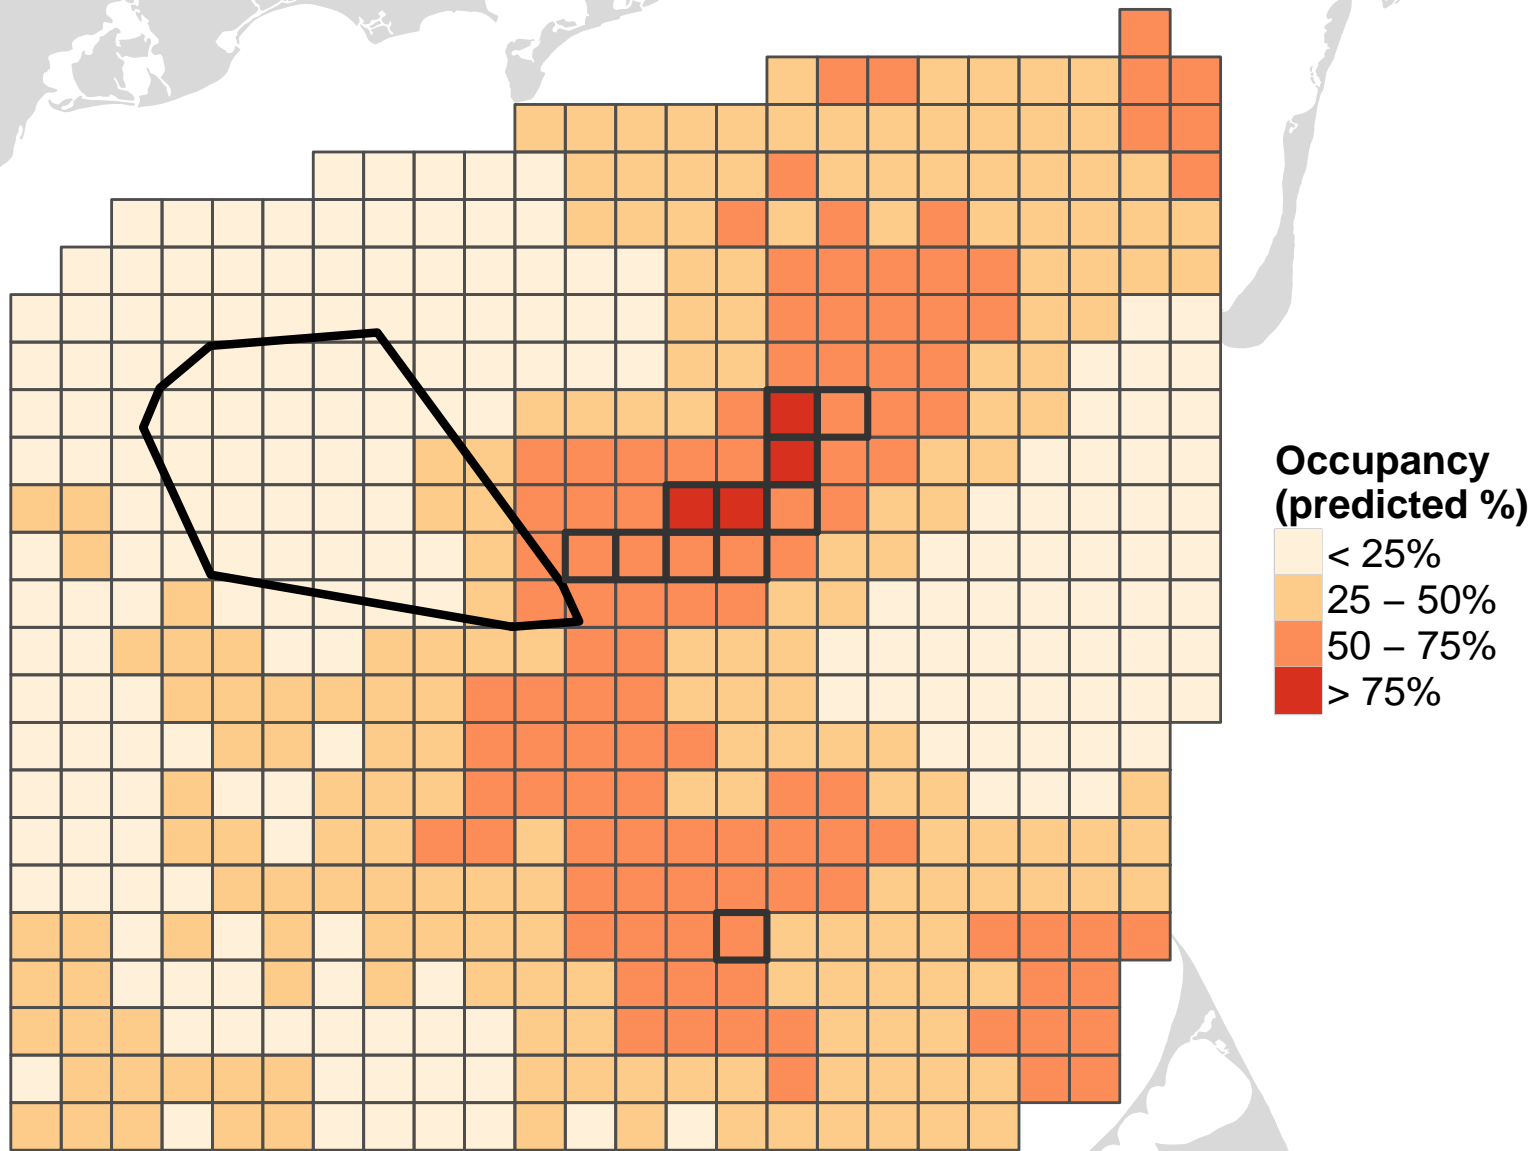 Occupancy
(predicted %)
< 25%
25 – 50%
50 – 75%
> 75%